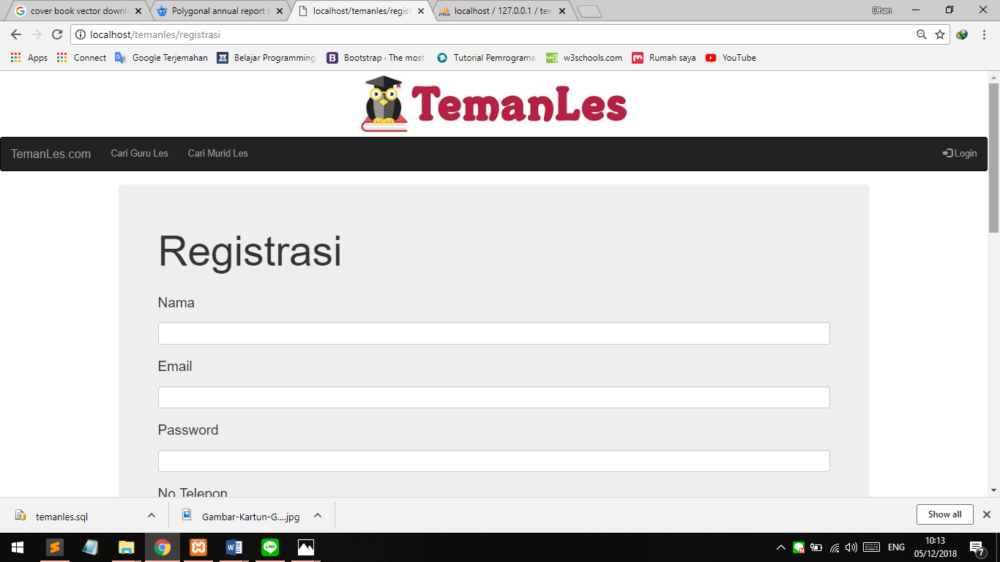 cover book vector downl
Polygonal annual report b
localhost/temanles/regist
localhost / 127.0.0.1 / tem
Dhan
localhost/temanles/registrasi
Apps
Connect
Google Terjemahan
Belajar Programming
Bootstrap · The most
Tutorial Pemrograma
w3schools.com
Rumah saya
YouTube
TemanLes
TemanLes.com
Cari Guru Les
Cari Murid Les
Login
Registrasi
Nama
Email
Password
No Telepon
temanles.sql
Gambar-Kartun-G....jpg
Show all
ENG
10:13
05/12/2018
7